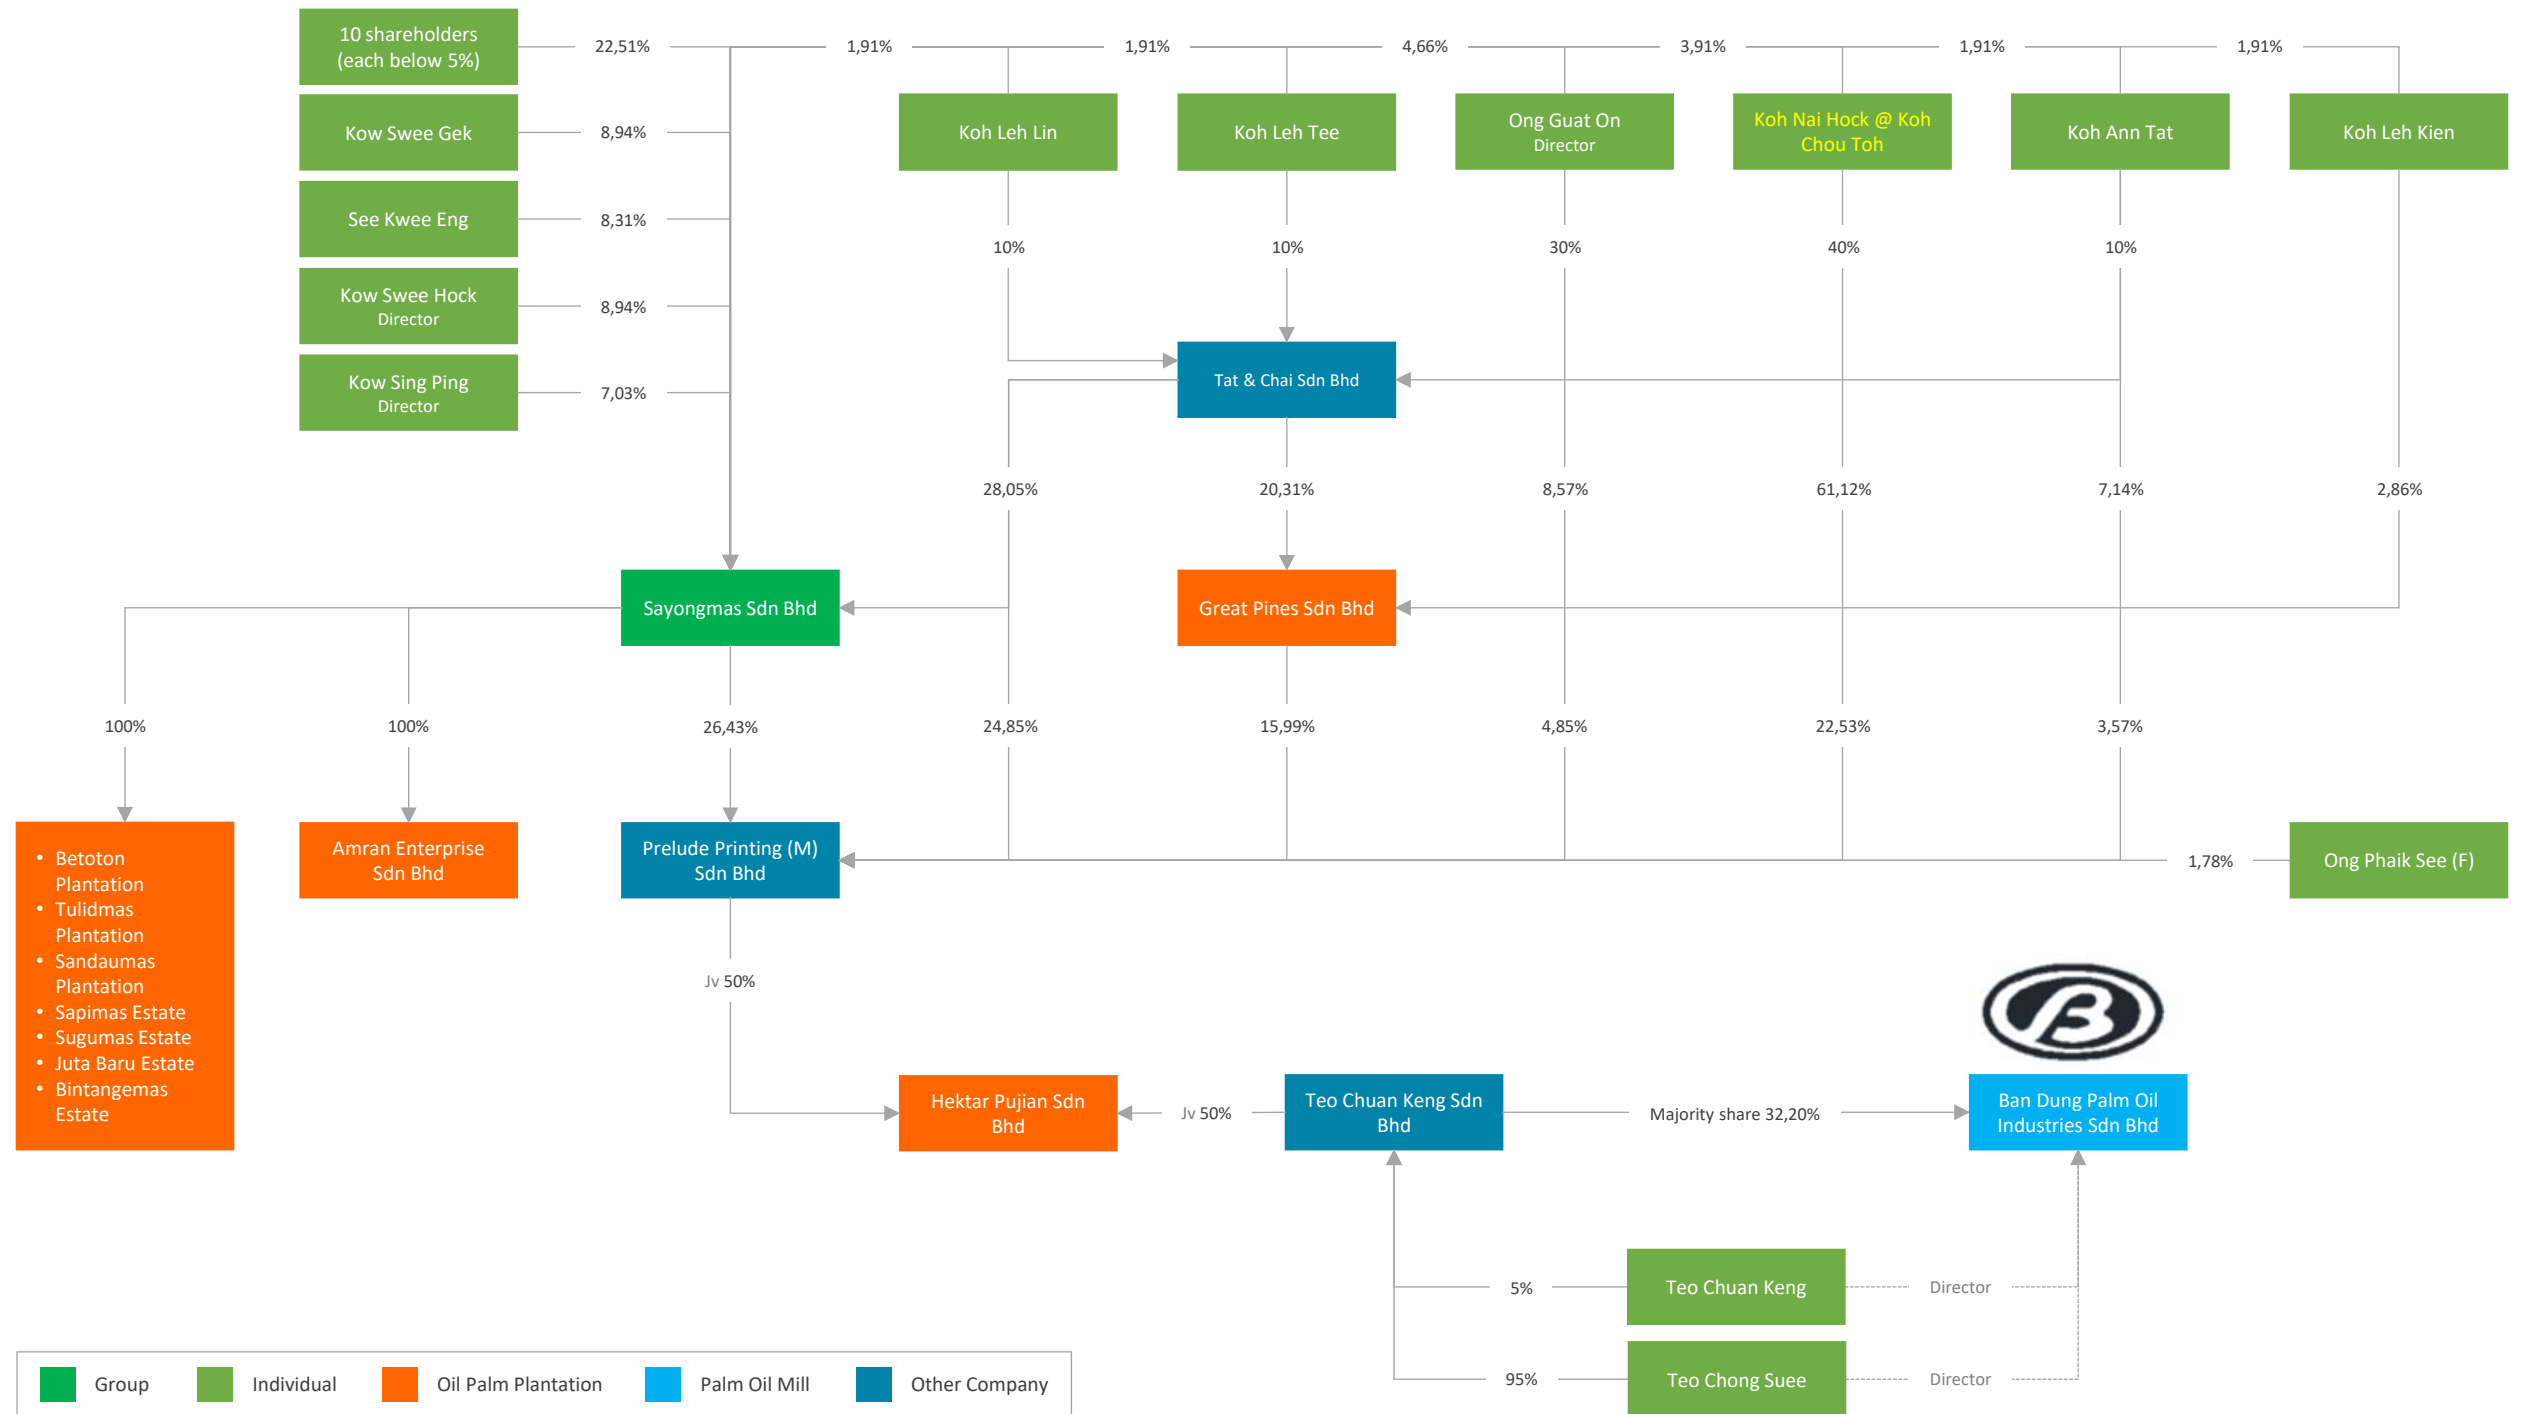 10 shareholders
(each below 5%)
22,51%
1,91%
1,91%
4,66%
3,91%
1,91%
1,91%
Kow Swee Gek
8,94%
Koh Leh Lin
Koh Leh Tee
Ong Guat On
Director
Koh Nai Hock @ Koh
Chou Toh
Koh Ann Tat
Koh Leh Kien
See Kwee Eng
8,31%
10%
10%
30%
40%
10%
Kow Swee Hock
Director
8,94%
Kow Sing Ping
Director
7,03%
Tat & Chai Sdn Bhd
28,05%
20,31%
8,57%
61,12%
7,14%
2,86%
Sayongmas Sdn Bhd
Great Pines Sdn Bhd
100%
100%
26,43%
24,85%
15,99%
4,85%
22,53%
3,57%
• Betoton
Plantation
• Tulidmas
Plantation
• Sandaumas
Plantation
• Sapimas Estate
• Sugumas Estate
• Juta Baru Estate
• Bintangemas
Estate
Amran Enterprise
Sdn Bhd
Prelude Printing (M)
Sdn Bhd
1,78%
Ong Phaik See (F)
Jv 50%
B
Hektar Pujian Sdn
Bhd
Jv 50%
Teo Chuan Keng Sdn
Bhd
Majority share 32,20%
Ban Dung Palm Oil
Industries Sdn Bhd
5%
Teo Chuan Keng
Director
95%
Teo Chong Suee
Director
Group
Individual
Oil Palm Plantation
Palm Oil Mill
Other Company